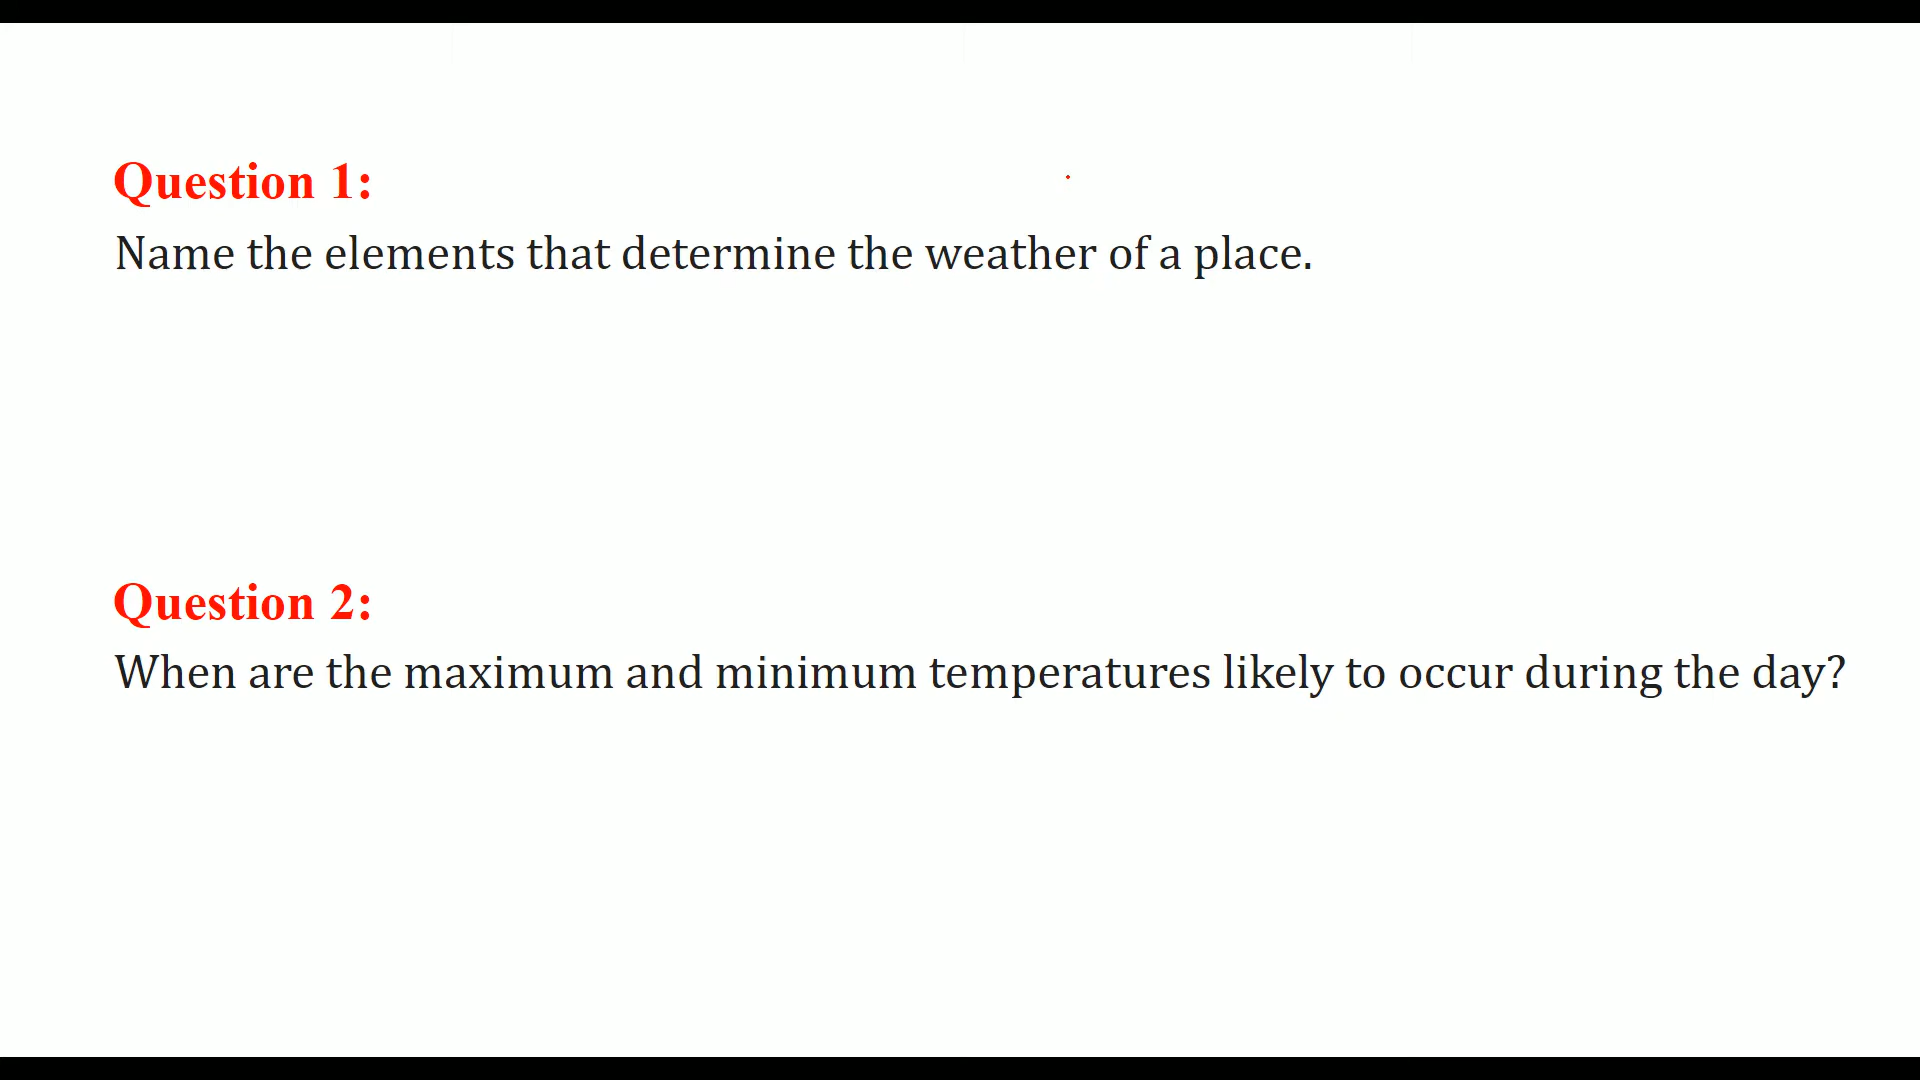 Question 1:
Name the elements that determine the weather of a place.
Question 2:
When are the maximum and minimum temperatures likely to occur during the day?